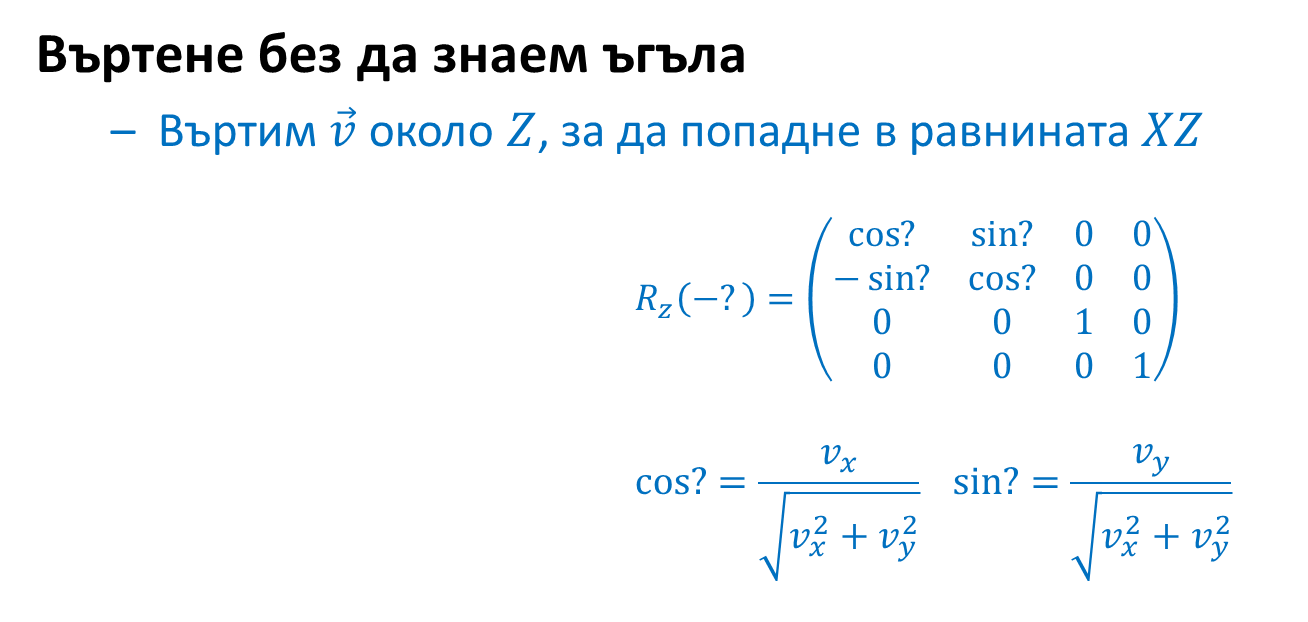 Въртене без да знаем ъгъла
– Въртим v⃗ около Z, за да попадне в равнината XZ
cos? sin? 0 0
− sin? cos? 0 0
R_z(−?) =
0 0 1 0
0 0 0 1
cos? = v_x / √(v_x² + v_y²) sin? = v_y / √(v_x² + v_y²)